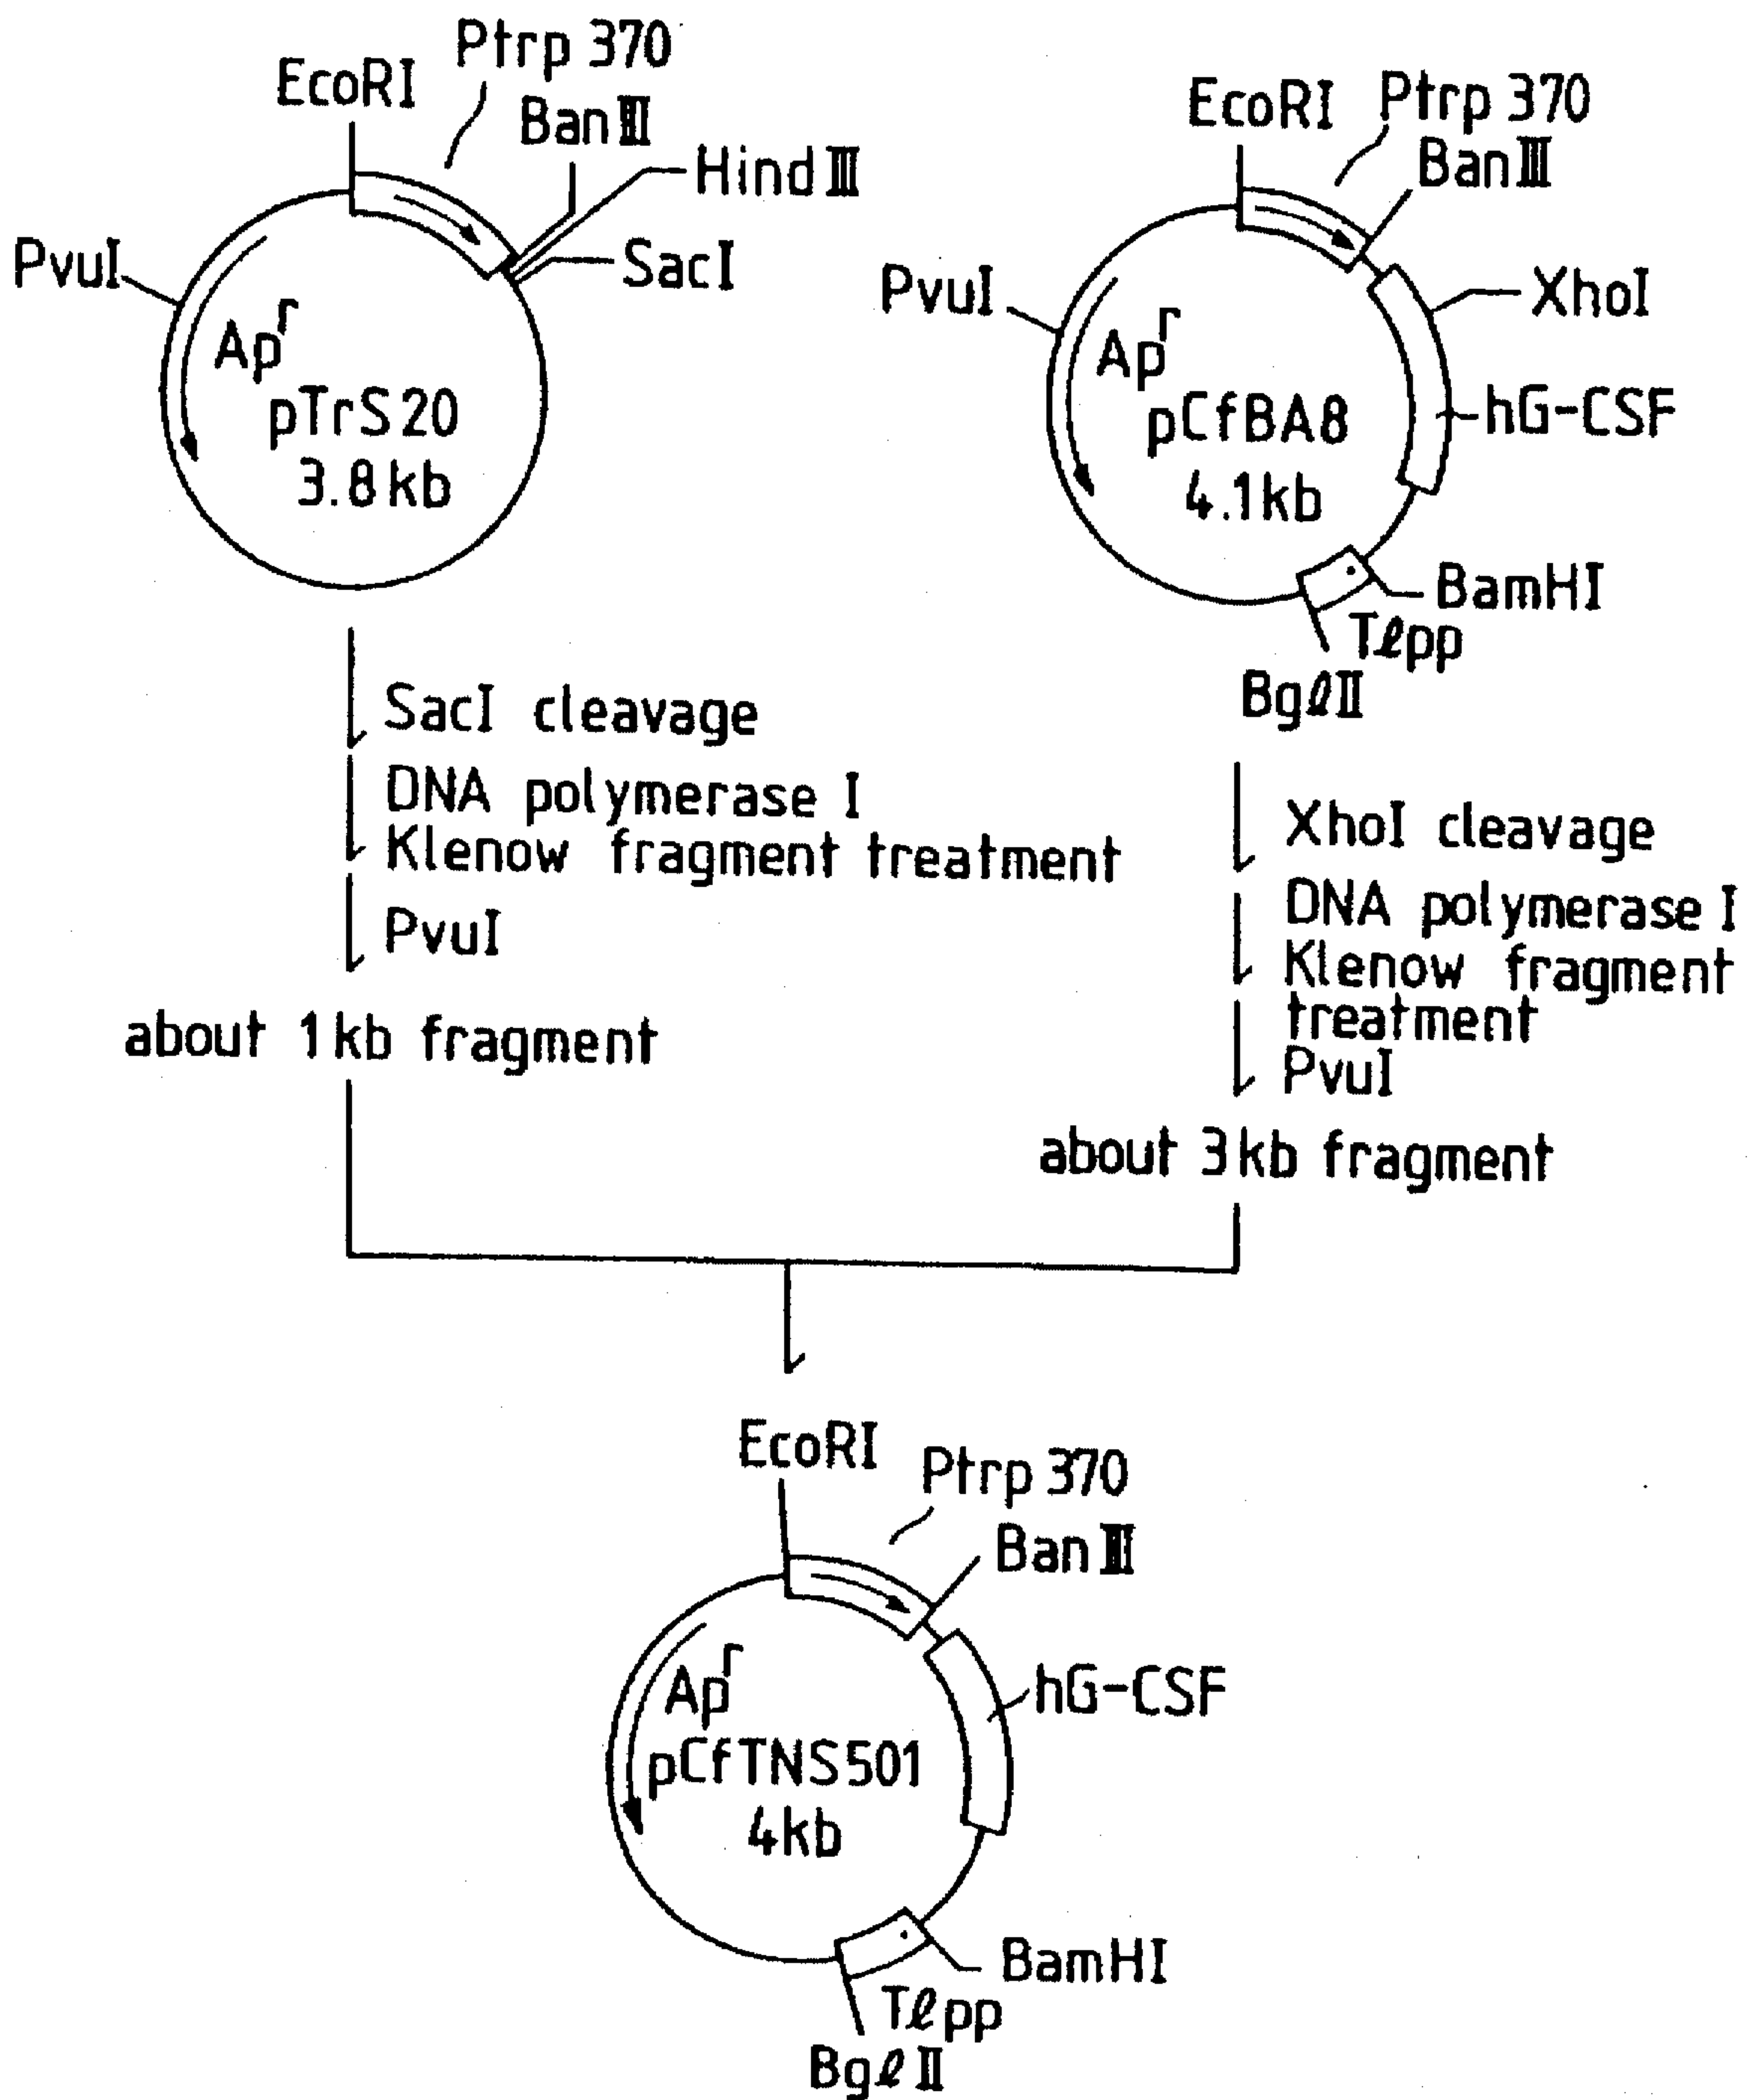 EcoRI
Ptrp 370
BanIII
HindIII
SacI
PvuI
Apr
pTrS20
3.8kb
EcoRI
Ptrp 370
BanIII
XhoI
PvuI
Apr
pCfBA8
4.1kb
hG-CSF
BamHI
Tℓpp
BgℓII
SacI cleavage
DNA polymerase I
Klenow fragment treatment
PvuI
about 1kb fragment
XhoI cleavage
DNA polymerase I
Klenow fragment
treatment
PvuI
about 3kb fragment
EcoRI
Ptrp 370
BanIII
Apr
pCfTNS501
4kb
hG-CSF
BamHI
Tℓpp
BgℓII